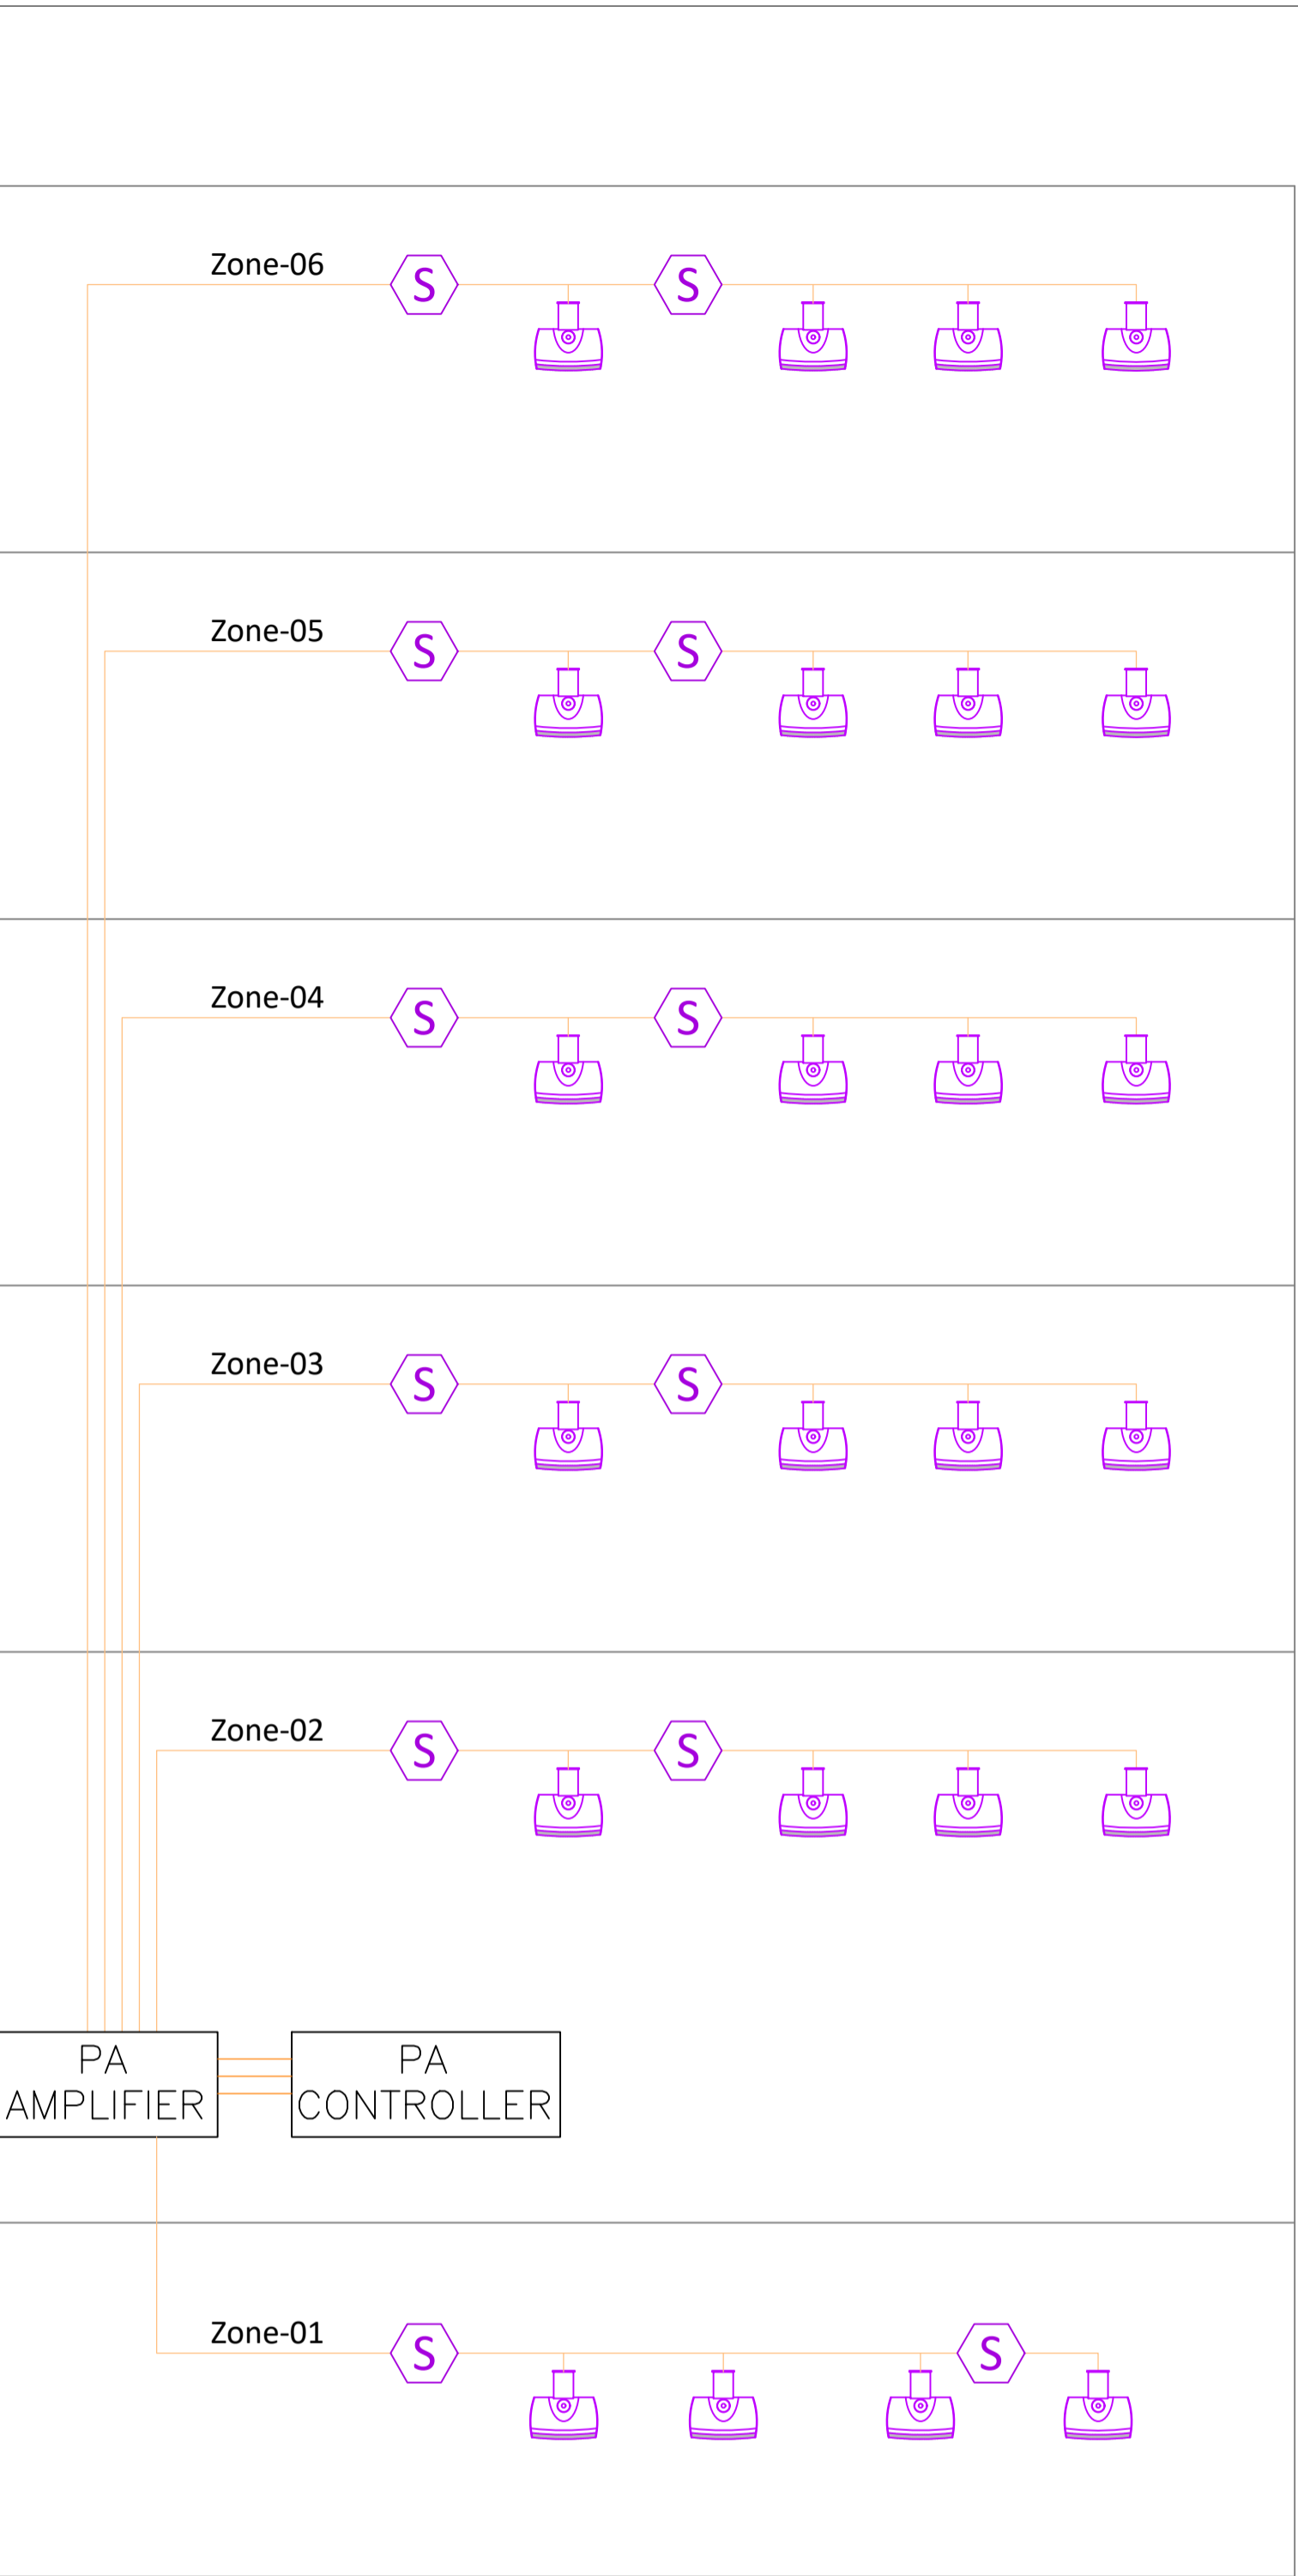 Zone-06
S S
Zone-05
S S
Zone-04
S S
Zone-03
S S
Zone-02
S S
PA
AMPLIFIER
PA
CONTROLLER
Zone-01
S S